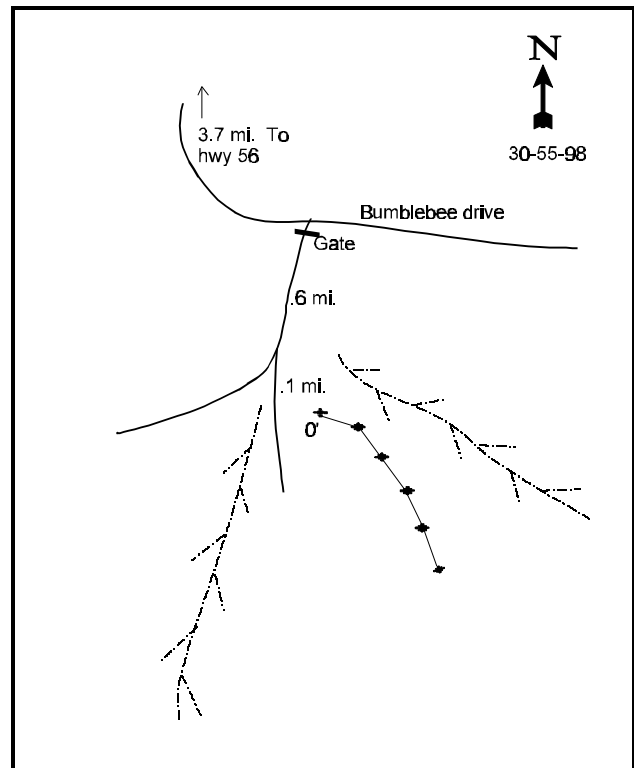 N
3.7 mi. To
hwy 56
30-55-98
Bumblebee drive
Gate
.6 mi.
.1 mi.
0'